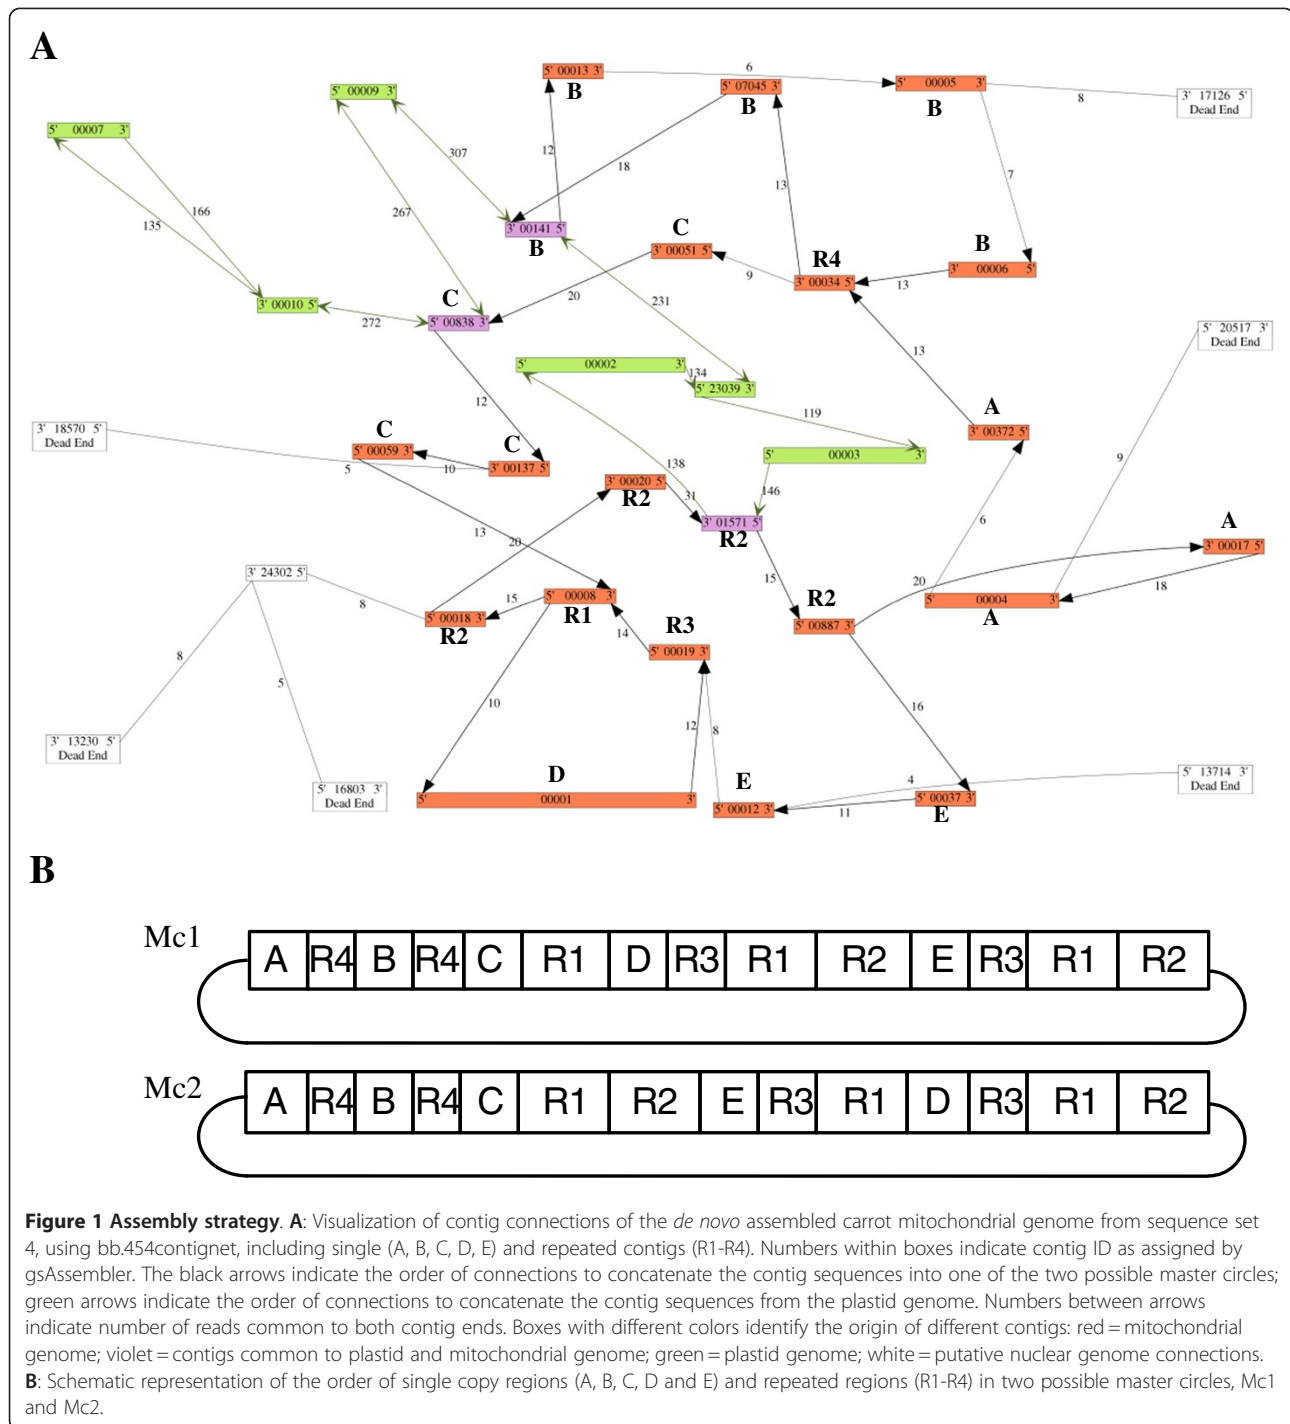 A
5' 00013 3'
B
6
5' 07045 3'
B
5' 00005 3'
B
8
3' 17126 5'
Dead End
5' 00009 3'
5' 00007 3'
307
12
18
13
7
166
135
267
3' 00141 5'
B
C
3' 00051 5'
9
R4
3' 00034 5'
B
3' 00006 5'
13
20
231
3' 00010 5'
272
C
5' 00838 3'
13
5' 20517 3'
Dead End
5' 00002 3'
134
5' 23039 3'
12
119
9
3' 18570 5'
Dead End
C
5' 00059 3'
5
10
C
3' 00137 5'
A
3' 00372 5'
5' 00003 3'
138
146
3' 00020 5'
R2
31
3' 01571 5'
R2
6
13
20
A
3' 00017 5'
18
15
20
3' 24302 5'
8
5' 00018 3'
R2
15
5' 00008 3'
R1
14
R3
5' 00019 3'
R2
5' 00887 3'
5' 00004 3'
A
8
5
10
12
8
16
3' 13230 5'
Dead End
5' 16803 3'
Dead End
D
5' 00001 3'
E
5' 00012 3'
4
11
5' 00037 3'
E
5' 13714 3'
Dead End
B
Mc1
A R4 B R4 C R1 D R3 R1 R2 E R3 R1 R2
Mc2
A R4 B R4 C R1 R2 E R3 R1 D R3 R1 R2
Figure 1 Assembly strategy. A: Visualization of contig connections of the de novo assembled carrot mitochondrial genome from sequence set
4, using bb.454contignet, including single (A, B, C, D, E) and repeated contigs (R1-R4). Numbers within boxes indicate contig ID as assigned by
gsAssembler. The black arrows indicate the order of connections to concatenate the contig sequences into one of the two possible master circles;
green arrows indicate the order of connections to concatenate the contig sequences from the plastid genome. Numbers between arrows
indicate number of reads common to both contig ends. Boxes with different colors identify the origin of different contigs: red = mitochondrial
genome; violet = contigs common to plastid and mitochondrial genome; green = plastid genome; white = putative nuclear genome connections.
B: Schematic representation of the order of single copy regions (A, B, C, D and E) and repeated regions (R1-R4) in two possible master circles, Mc1
and Mc2.